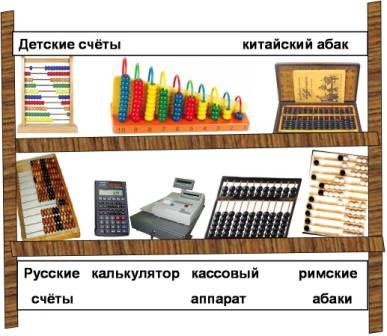 Детские счёты китайский абак
10 9 8 7 6 5 4 3 2 1
Русские калькулятор кассовый римские
счёты аппарат абаки